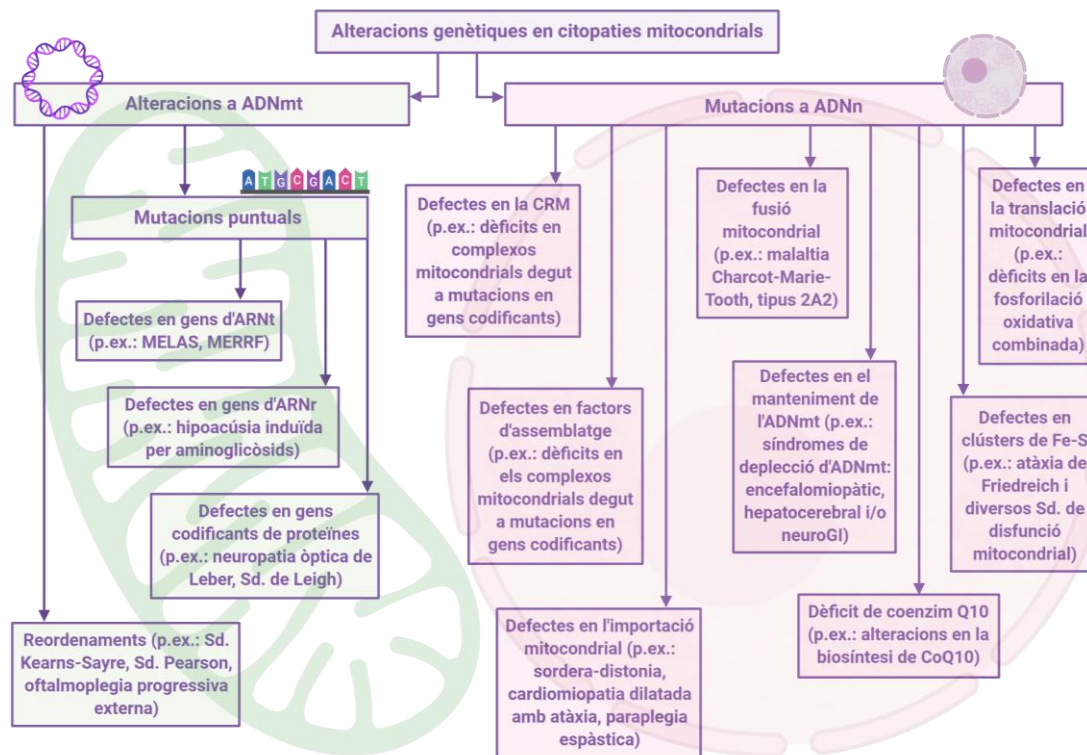 Alteracions genètiques en citopaties mitocondrials
Alteracions a ADNmt
A T G C G A C T
Mutacions puntuals
Defectes en gens d'ARNt
(p.ex.: MELAS, MERRF)
Defectes en gens d'ARNr
(p.ex.: hipoacúsia induïda
per aminoglicòsids)
Defectes en gens
codificants de proteïnes
(p.ex.: neuropatia òptica de
Leber, Sd. de Leigh)
Reordenaments (p.ex.: Sd.
Kearns-Sayre, Sd. Pearson,
oftalmoplegia progressiva
externa)
Mutacions a ADNn
Defectes en la CRM
(p.ex.: dèficits en
complexos
mitocondrials degut
a mutacions en
gens codificants)
Defectes en factors
d'assemblatge
(p.ex.: dèficits en
els complexos
mitocondrials degut
a mutacions en
gens codificants)
Defectes en l'importació
mitocondrial (p.ex.:
sordera-distonia,
cardiomiopatia dilatada
amb atàxia, paraplegia
espàstica)
Defectes en la
fusió
mitocondrial
(p.ex.: malaltia
Charcot-Marie-
Tooth, tipus 2A2)
Defectes en el
manteniment de
l'ADNmt (p.ex.:
síndromes de
deplecció d'ADNmt:
encefalomiopàtic,
hepatocerebral i/o
neuroGI)
Dèficit de coenzim Q10
(p.ex.: alteracions en la
biosíntesi de CoQ10)
Defectes en
clústers de Fe-S
(p.ex.: atàxia de
Friedreich i
diversos Sd. de
disfunció
mitocondrial)
Defectes en
la translació
mitocondrial
(p.ex.:
dèficits en la
fosforilació
oxidativa
combinada)